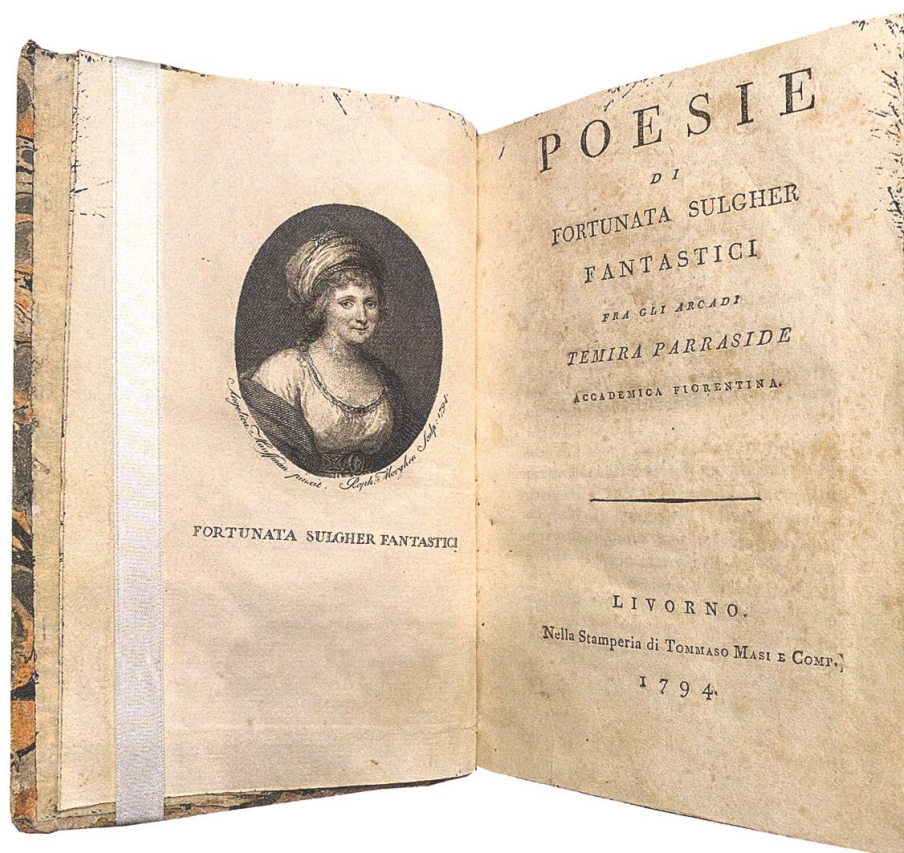 Angelica Kauffman pinxit. Raph. Morghen Sculp. 1794.
FORTUNATA SULGHER FANTASTICI
POESIE
DI
FORTUNATA SULGHER
FANTASTICI
FRA GLI ARCADI
TEMIRA PARRASIDE
ACCADEMICA FIORENTINA.
LIVORNO.
Nella Stamperia di TOMMASO MASI E COMP.
1794.